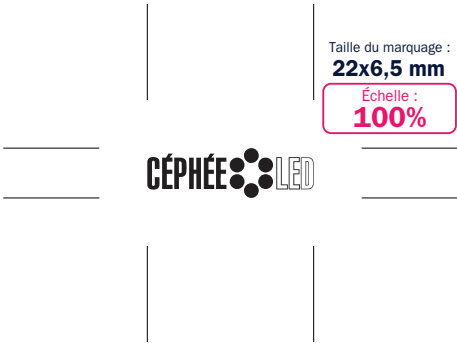 Taille du marquage :
22x6,5 mm
Échelle :
100%
CÉPHÉE LED